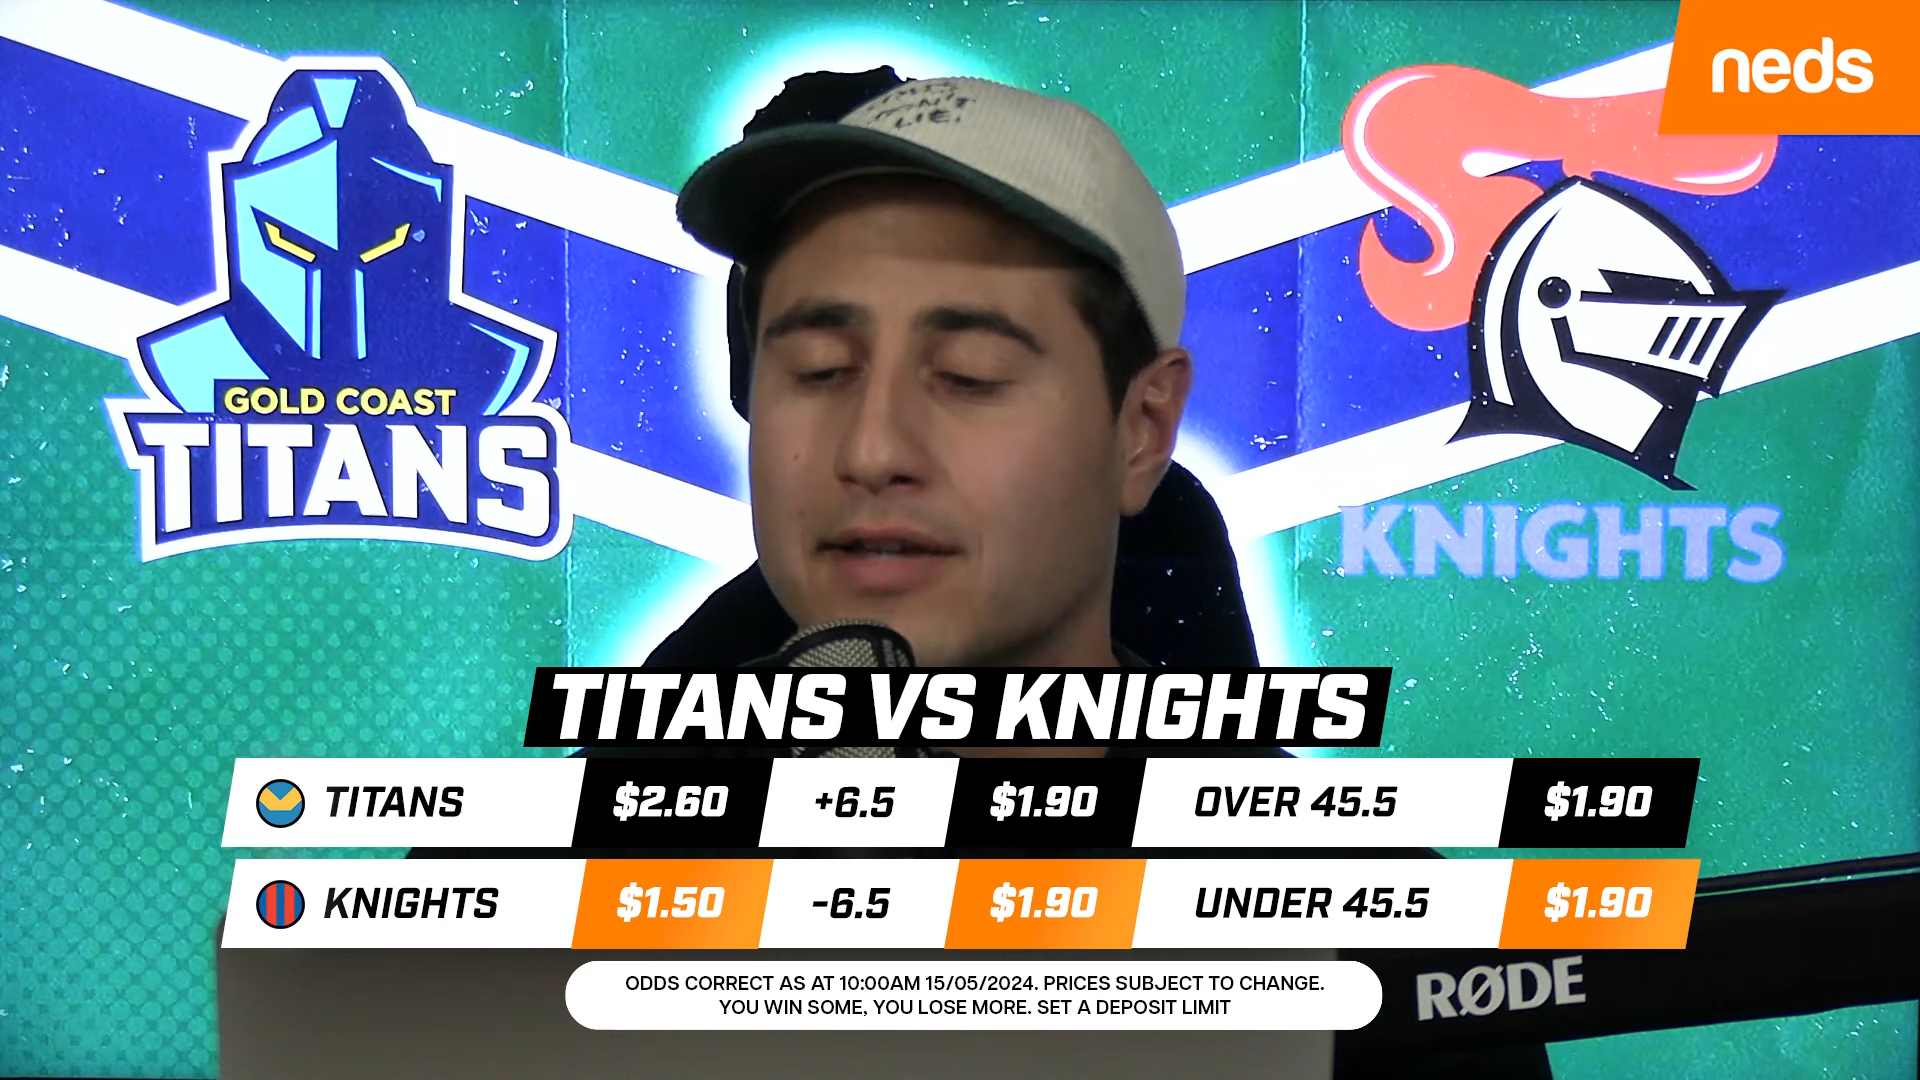 neds
DON'T
LIE.
GOLD COAST
TITANS
KNIGHTS
TITANS VS KNIGHTS
TITANS $2.60 +6.5 $1.90 OVER 45.5 $1.90
KNIGHTS $1.50 -6.5 $1.90 UNDER 45.5 $1.90
ODDS CORRECT AS AT 10:00AM 15/05/2024. PRICES SUBJECT TO CHANGE.
YOU WIN SOME, YOU LOSE MORE. SET A DEPOSIT LIMIT
RØDE